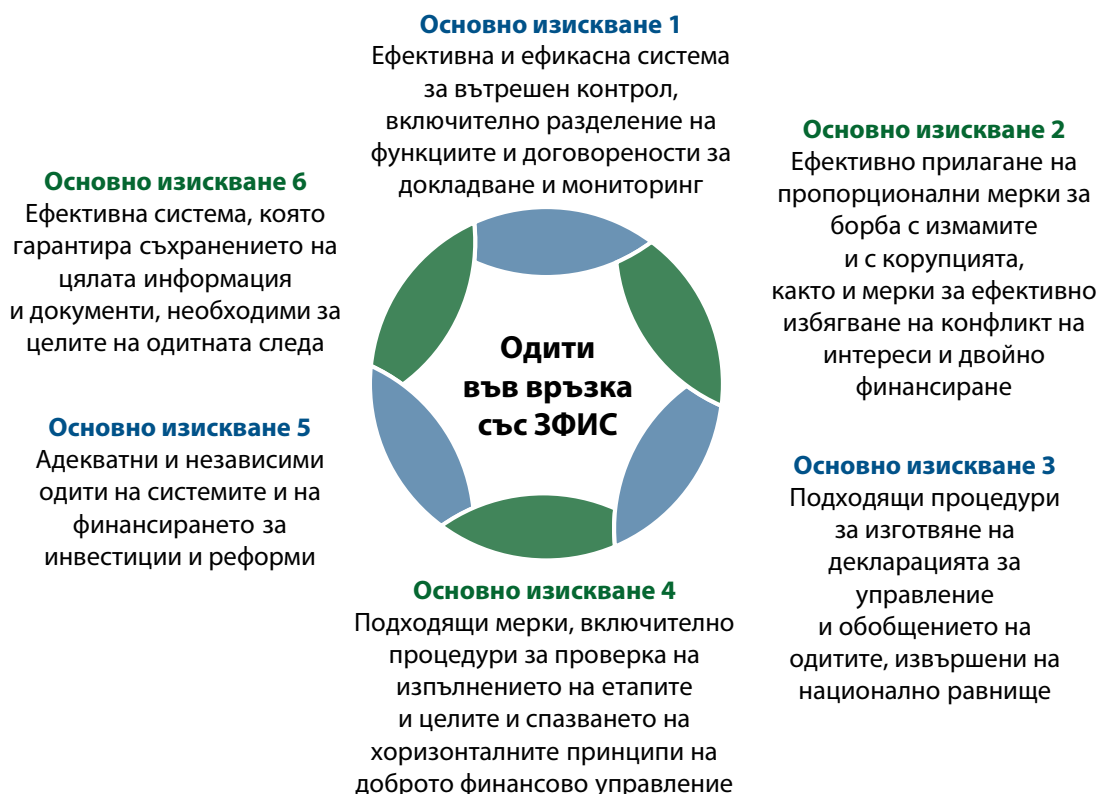 Основно изискване 1
Ефективна и ефикасна система
за вътрешен контрол,
включително разделение на
функциите и договорености за
докладване и мониторинг
Основно изискване 2
Ефективно прилагане на
пропорционални мерки за
борба с измамите
и с корупцията,
както и мерки за ефективно
избягване на конфликт на
интереси и двойно
финансиране
Основно изискване 3
Подходящи процедури
за изготвяне на
декларацията за
управление
и обобщението на
одитите, извършени на
национално равнище
Основно изискване 4
Подходящи мерки, включително
процедури за проверка на
изпълнението на етапите
и целите и спазването на
хоризонталните принципи на
доброто финансово управление
Основно изискване 5
Адекватни и независими
одити на системите и на
финансирането за
инвестиции и реформи
Основно изискване 6
Ефективна система, която
гарантира съхранението на
цялата информация
и документи, необходими за
целите на одитната следа
Одити
във връзка
със ЗФИС